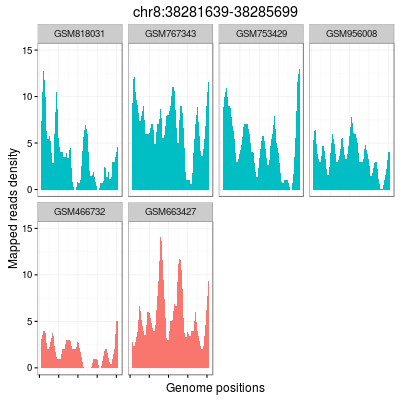 chr8:38281639-38285699
GSM818031 GSM767343 GSM753429 GSM956008
15
10
5
0
GSM466732 GSM663427
15
10
5
0
Mapped reads density
Genome positions